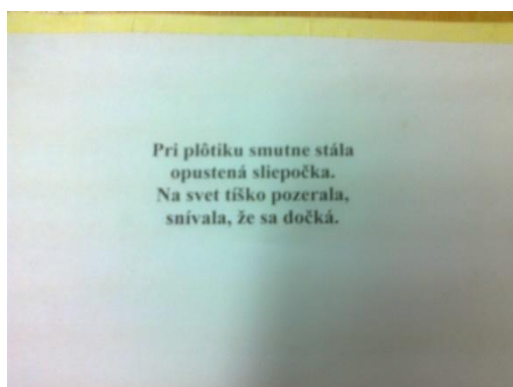 Pri plôtiku smutne stála
opustená sliepočka.
Na svet tíško pozerala,
snívala, že sa dočká.